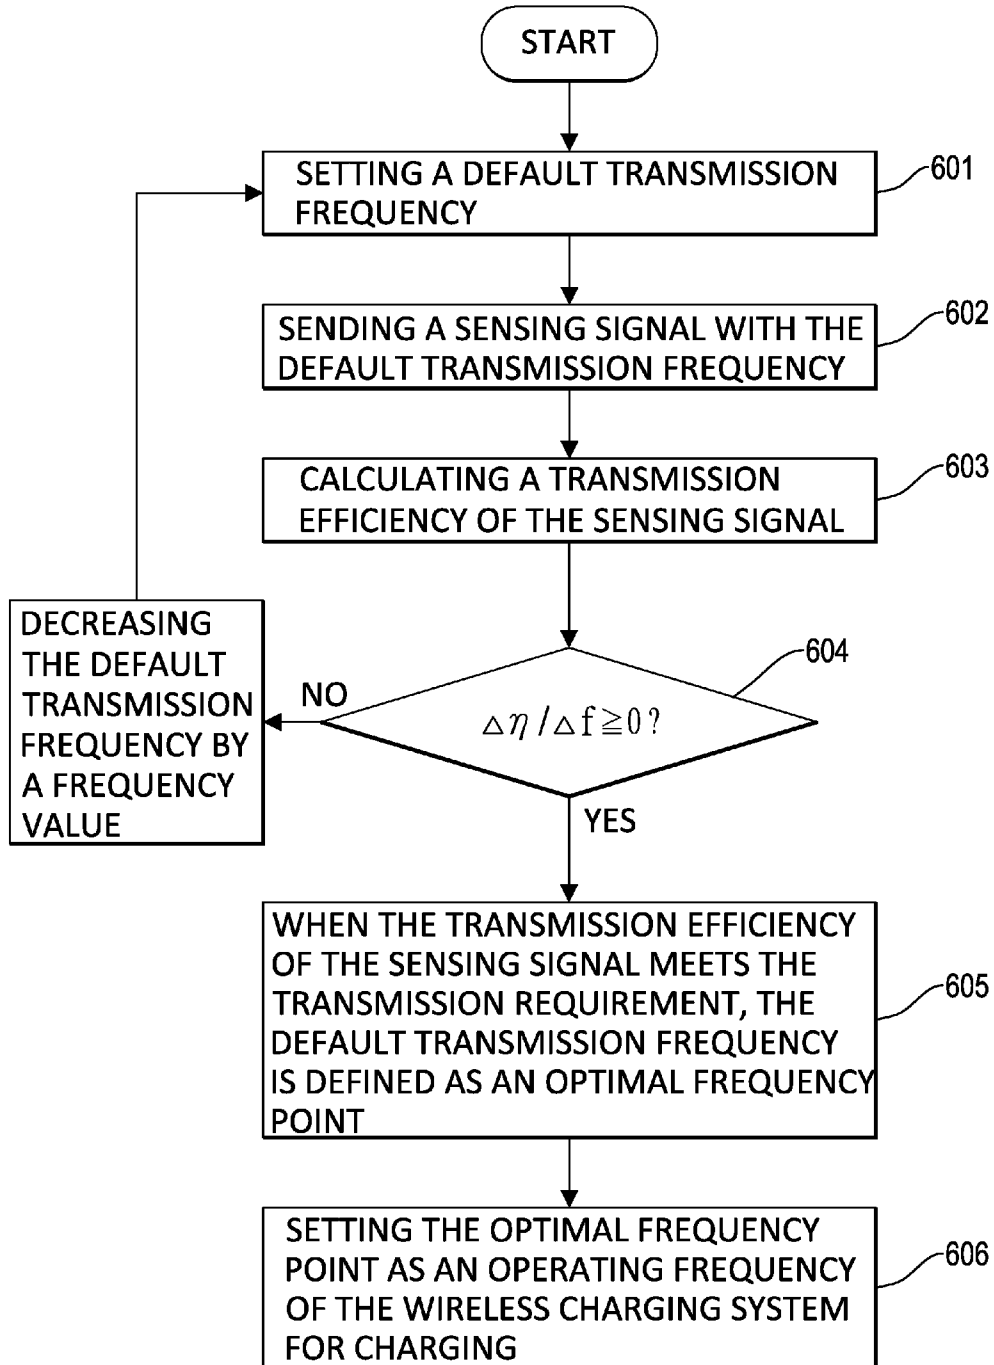 START
SETTING A DEFAULT TRANSMISSION
FREQUENCY
601
SENDING A SENSING SIGNAL WITH THE
DEFAULT TRANSMISSION FREQUENCY
602
CALCULATING A TRANSMISSION
EFFICIENCY OF THE SENSING SIGNAL
603
DECREASING
THE DEFAULT
TRANSMISSION
FREQUENCY BY
A FREQUENCY
VALUE
NO
△η/△f≧0?
604
YES
WHEN THE TRANSMISSION EFFICIENCY
OF THE SENSING SIGNAL MEETS THE
TRANSMISSION REQUIREMENT, THE
DEFAULT TRANSMISSION FREQUENCY
IS DEFINED AS AN OPTIMAL FREQUENCY
POINT
605
SETTING THE OPTIMAL FREQUENCY
POINT AS AN OPERATING FREQUENCY
OF THE WIRELESS CHARGING SYSTEM
FOR CHARGING
606